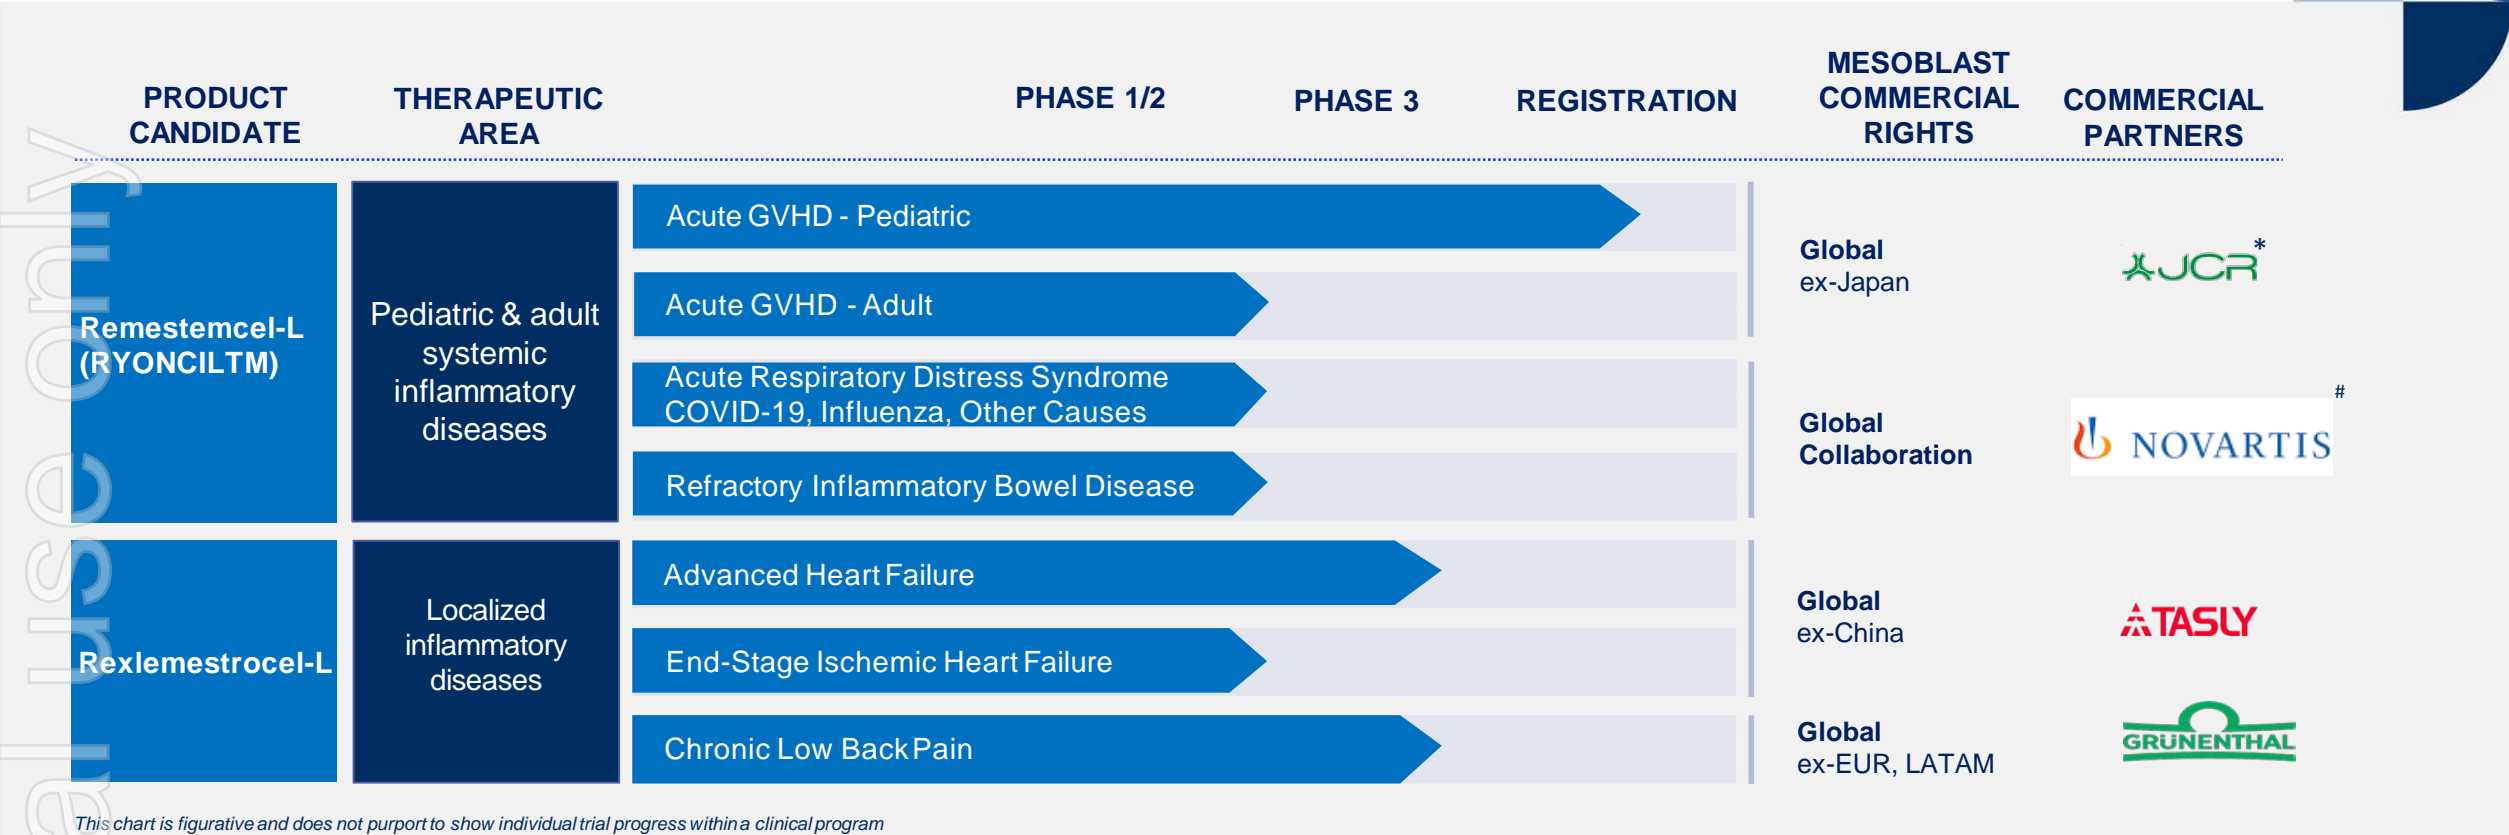 PRODUCT
CANDIDATE
THERAPEUTIC
AREA
PHASE 1/2
PHASE 3
REGISTRATION
MESOBLAST
COMMERCIAL
RIGHTS
COMMERCIAL
PARTNERS
Remestemcel-L
(RYONCILTM)
Pediatric & adult
systemic
inflammatory
diseases
Acute GVHD - Pediatric
Acute GVHD - Adult
Global
ex-Japan
JCR*
Acute Respiratory Distress Syndrome
COVID-19, Influenza, Other Causes
Refractory Inflammatory Bowel Disease
Global
Collaboration
NOVARTIS#
Rexlemestrocel-L
Localized
inflammatory
diseases
Advanced Heart Failure
End-Stage Ischemic Heart Failure
Global
ex-China
TASLY
Chronic Low Back Pain
Global
ex-EUR, LATAM
GRÜNENTHAL
This chart is figurative and does not purport to show individual trial progress within a clinical program
al use only